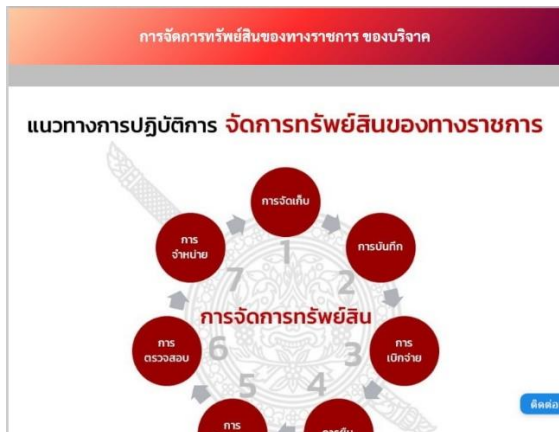 การจัดการทรัพย์สินของทางราชการ ของบริจาค
แนวทางการปฏิบัติการ จัดการทรัพย์สินของทางราชการ
การจัดเก็บ
1
การบันทึก
2
การ
เบิกจ่าย
3
การยืม
4
การ
5
การ
ตรวจสอบ
6
การ
จำหน่าย
7
การจัดการทรัพย์สิน
ติดต่อ